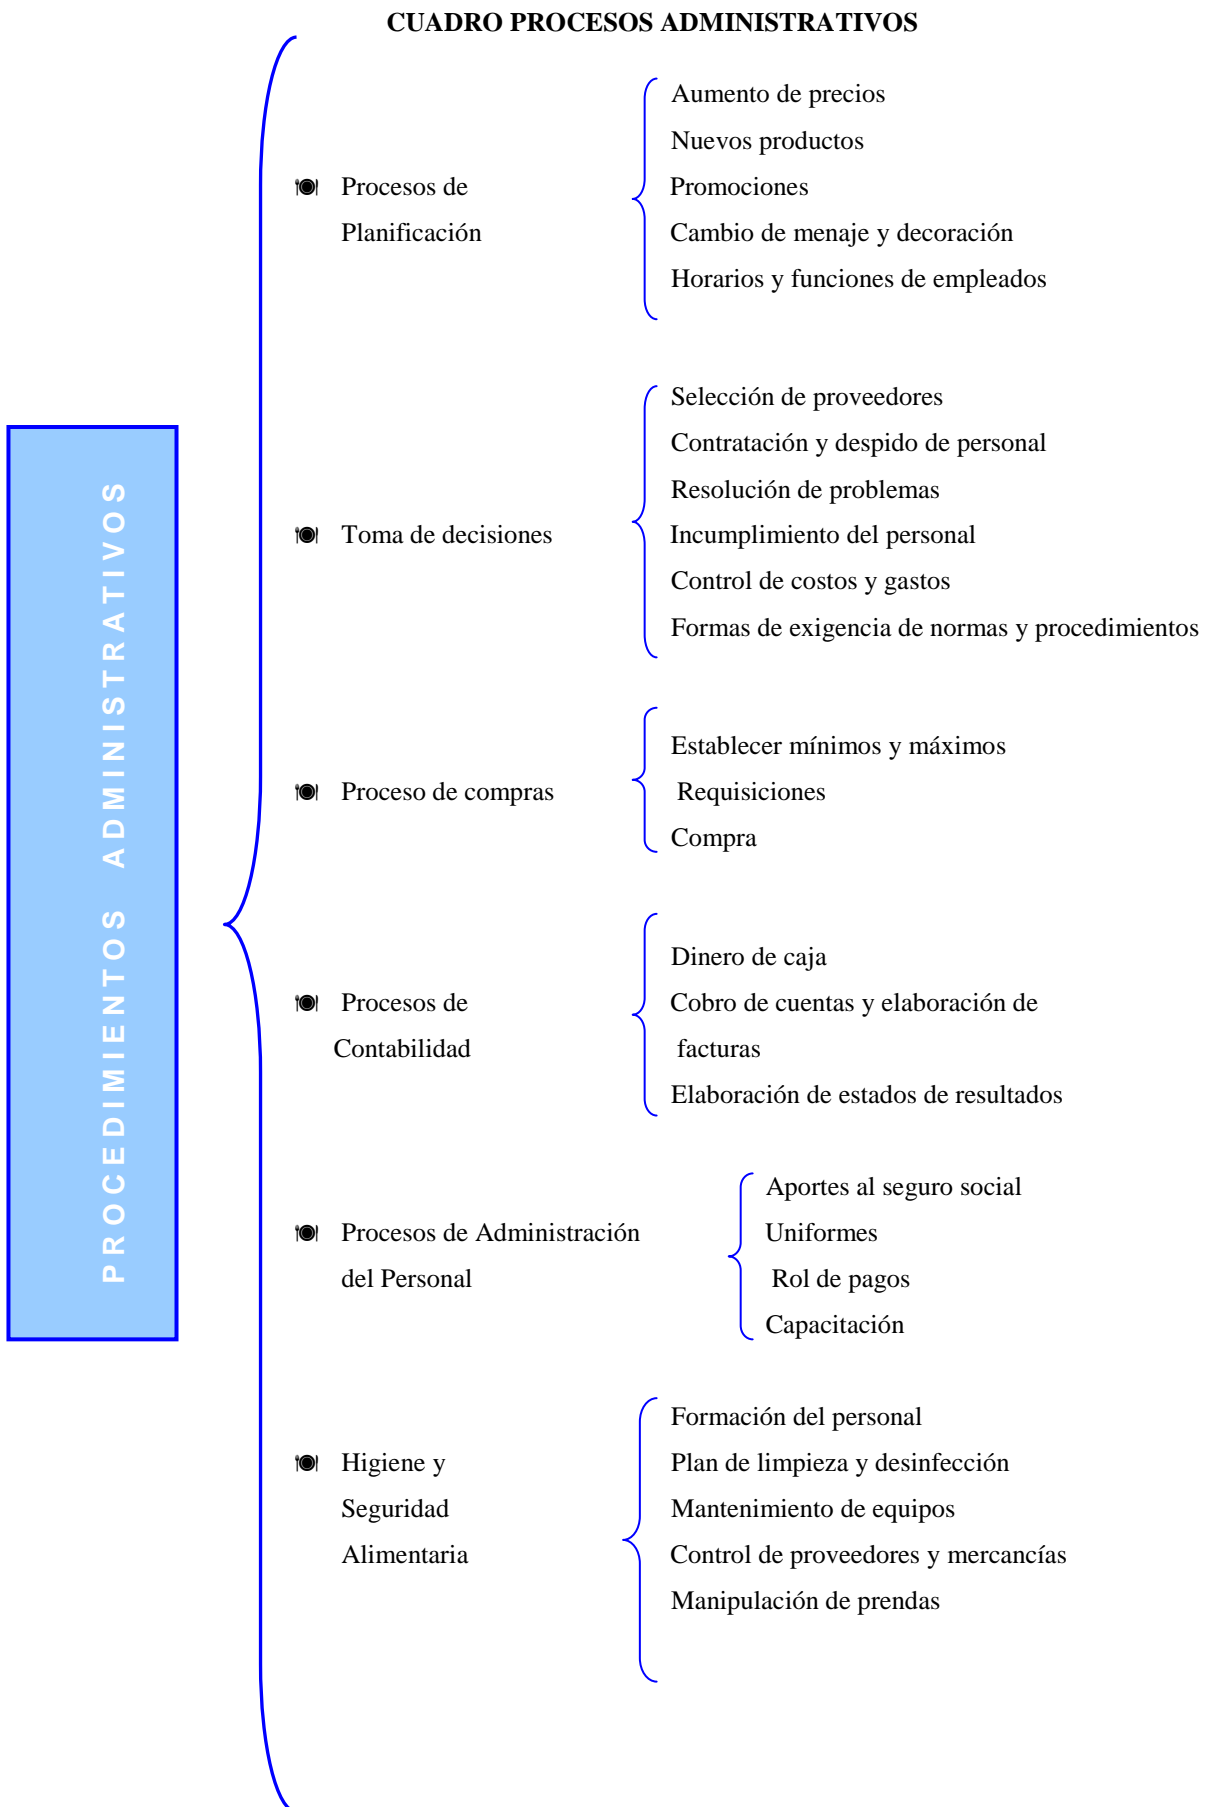 CUADRO PROCESOS ADMINISTRATIVOS
PROCEDIMIENTOS ADMINISTRATIVOS
Procesos de
Planificación
Aumento de precios
Nuevos productos
Promociones
Cambio de menaje y decoración
Horarios y funciones de empleados
Toma de decisiones
Selección de proveedores
Contratación y despido de personal
Resolución de problemas
Incumplimiento del personal
Control de costos y gastos
Formas de exigencia de normas y procedimientos
Proceso de compras
Establecer mínimos y máximos
Requisiciones
Compra
Procesos de
Contabilidad
Dinero de caja
Cobro de cuentas y elaboración de
facturas
Elaboración de estados de resultados
Procesos de Administración
del Personal
Aportes al seguro social
Uniformes
Rol de pagos
Capacitación
Higiene y
Seguridad
Alimentaria
Formación del personal
Plan de limpieza y desinfección
Mantenimiento de equipos
Control de proveedores y mercancías
Manipulación de prendas